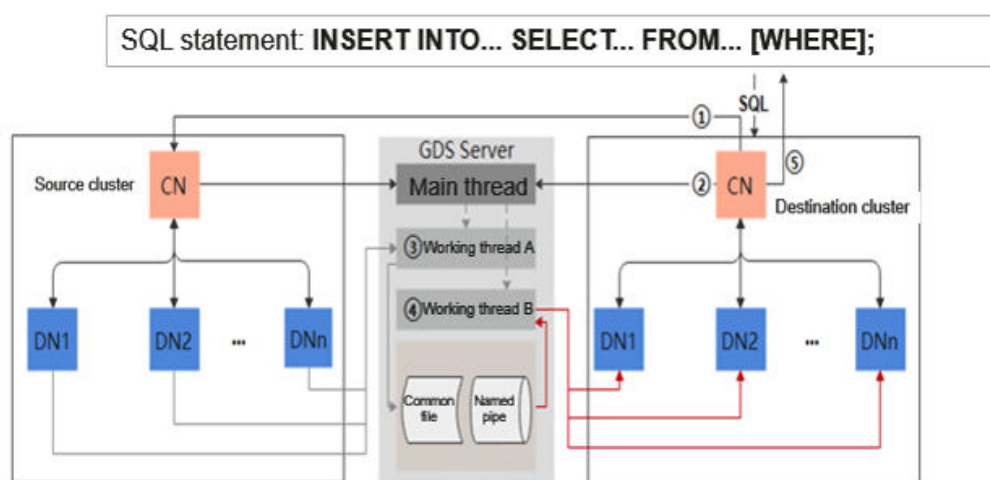 SQL statement: INSERT INTO... SELECT... FROM... [WHERE];
SQL
①
GDS Server
⑤
Source cluster
CN
Main thread
②
CN
Destination cluster
③Working thread A
④Working thread B
DN1
DN2
...
DNn
DN1
DN2
...
DNn
Common
file
Named
pipe